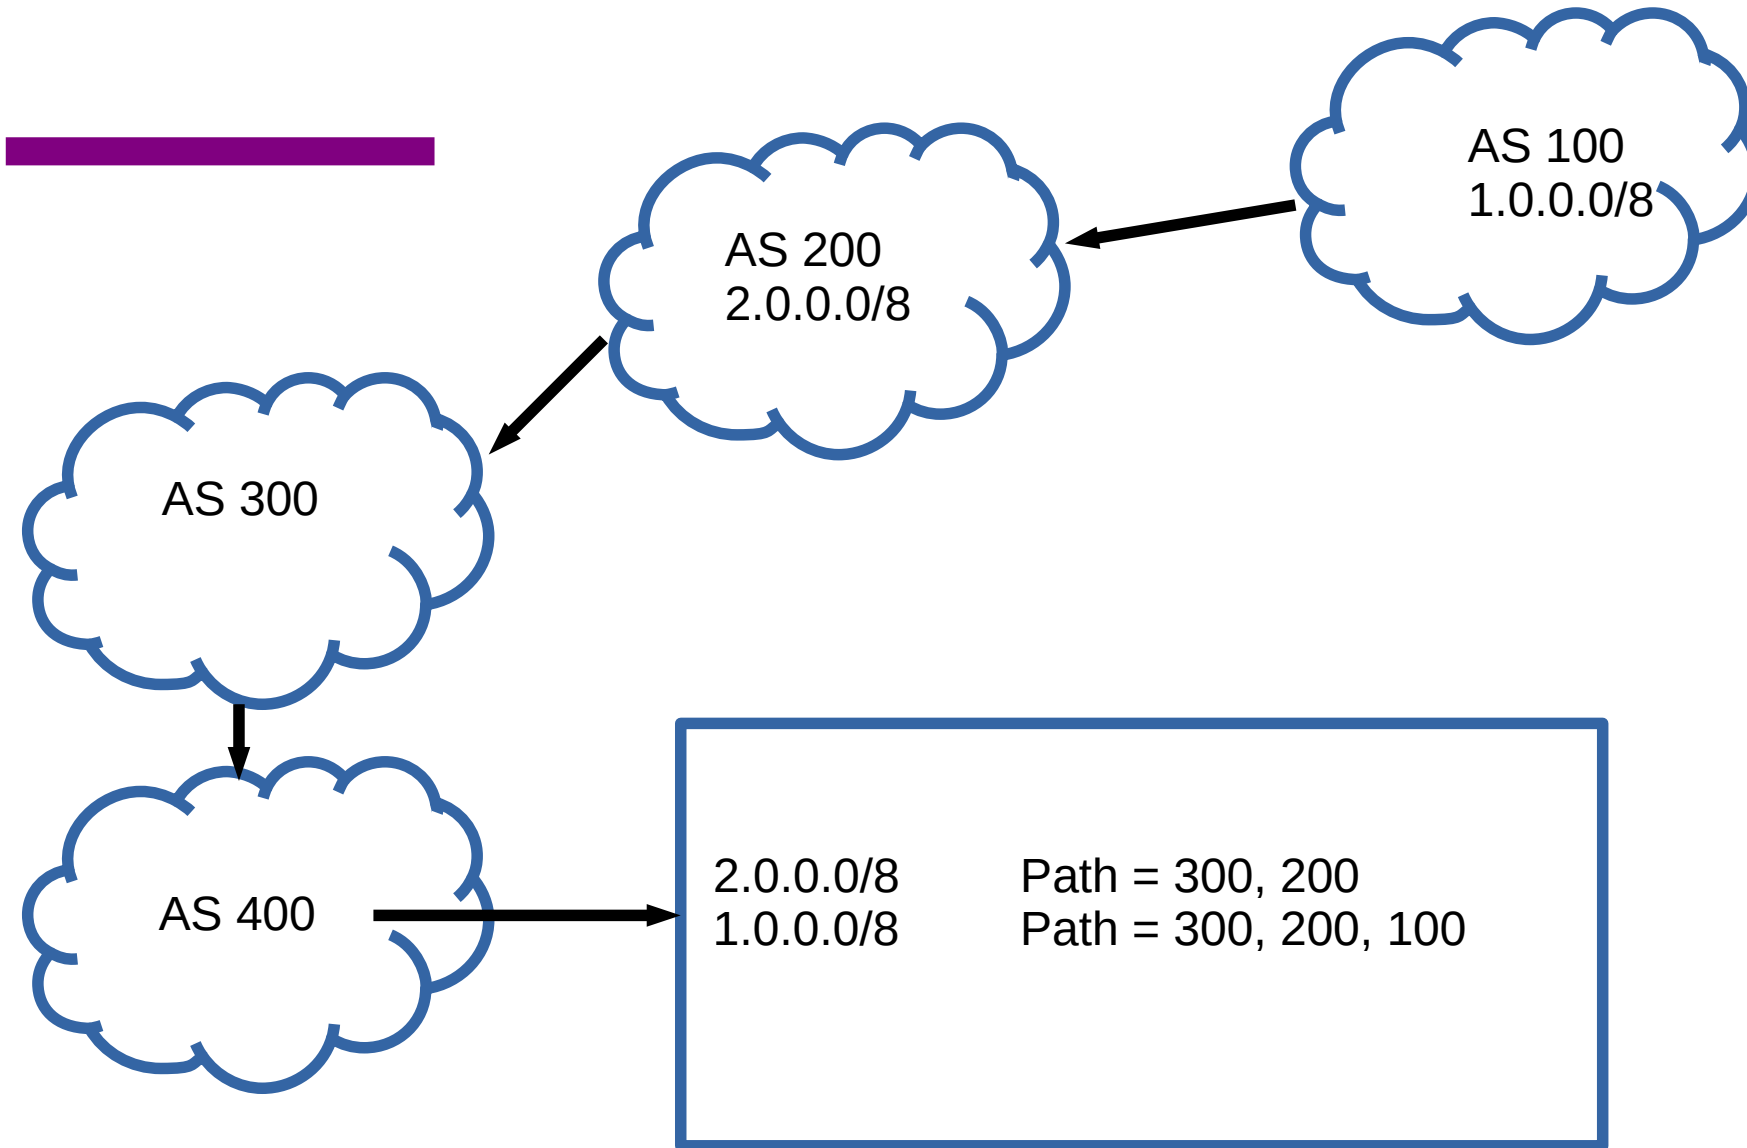 AS 100
1.0.0.0/8
AS 200
2.0.0.0/8
AS 300
AS 400
2.0.0.0/8 Path = 300, 200
1.0.0.0/8 Path = 300, 200, 100